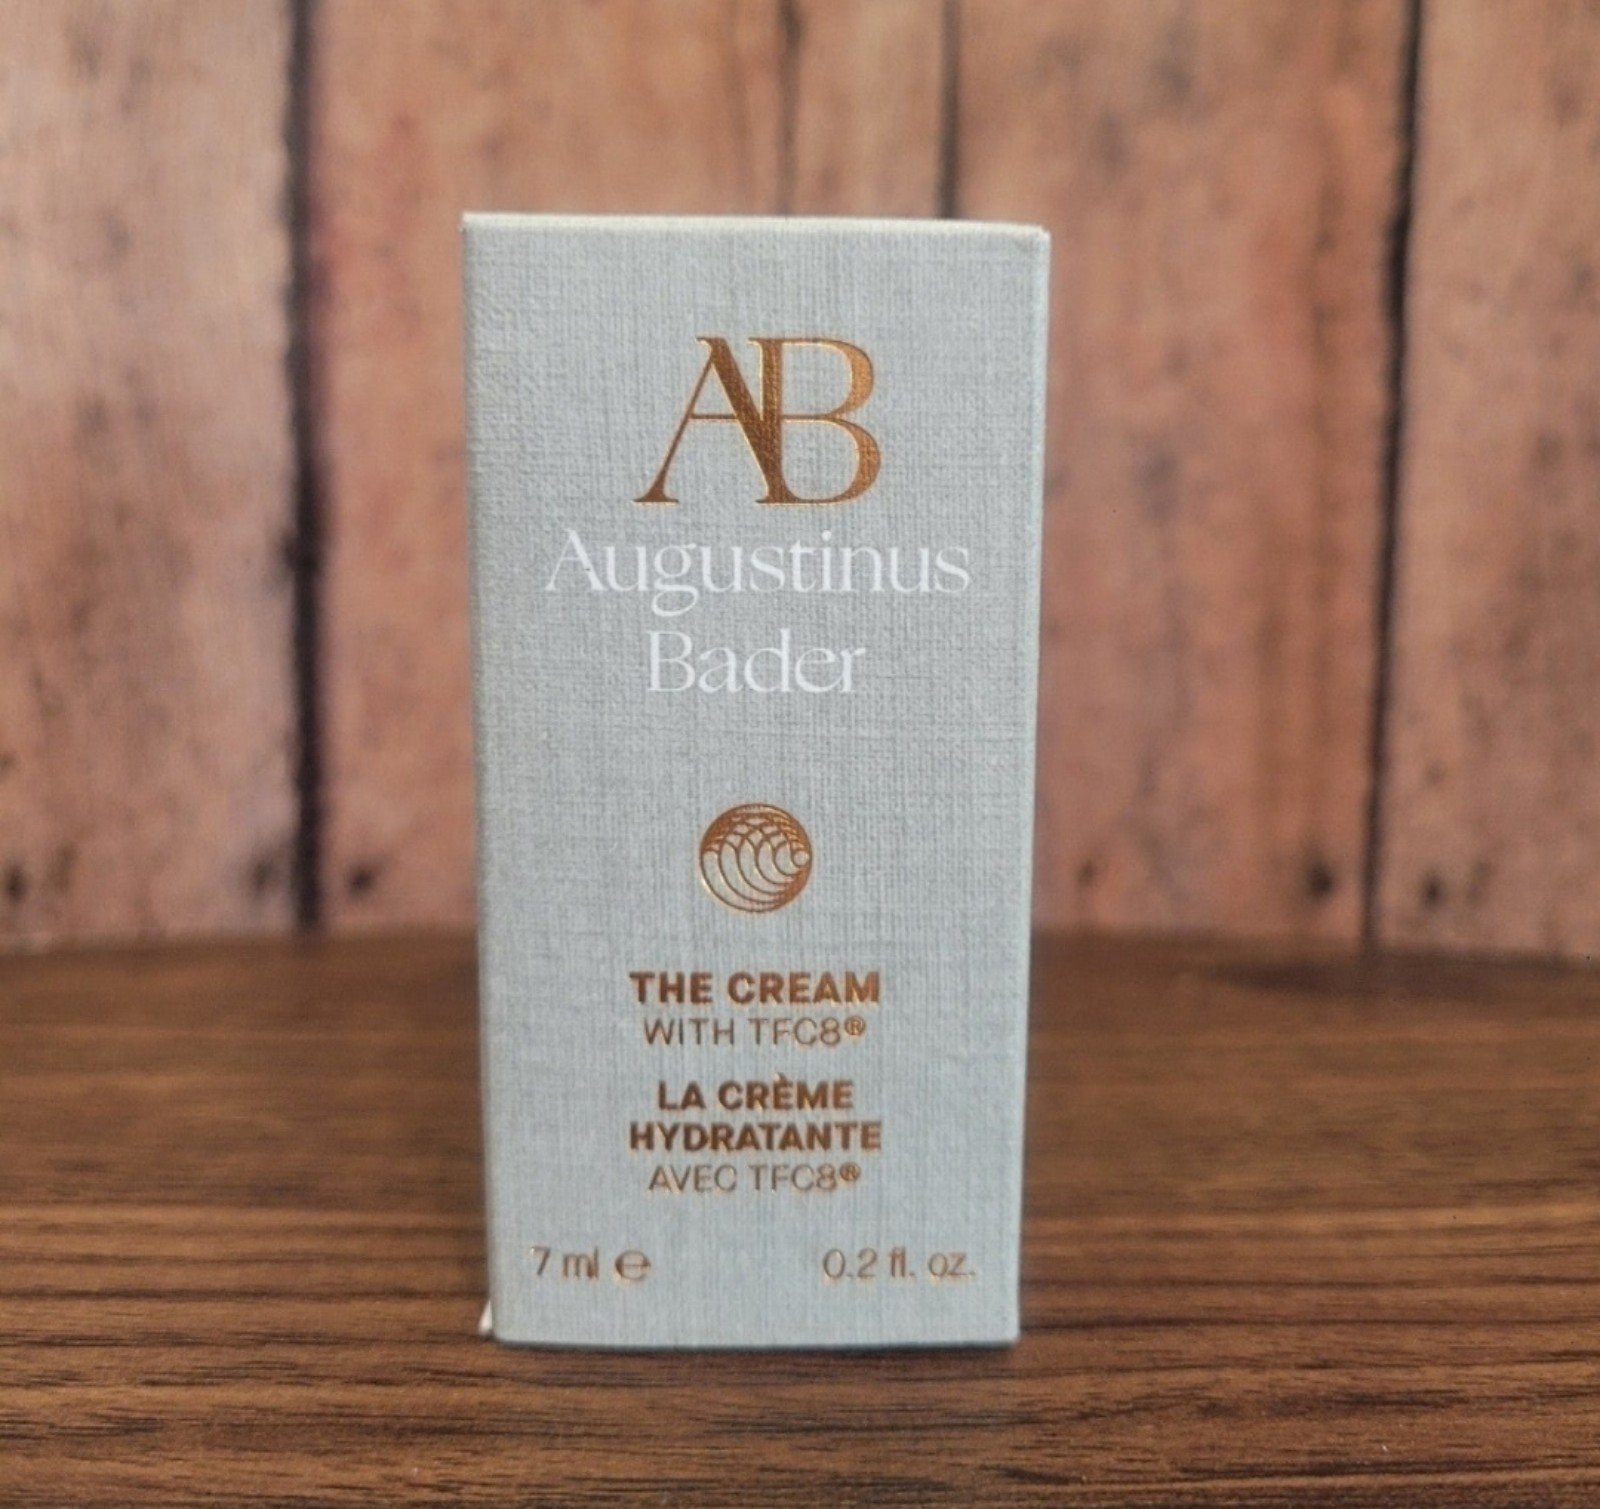 AB
Augustinus
Bader
THE CREAM
WITH TFC8®
LA CRÈME
HYDRATANTE
AVEC TFC8®
7 ml ℮ 0.2 fl. oz.